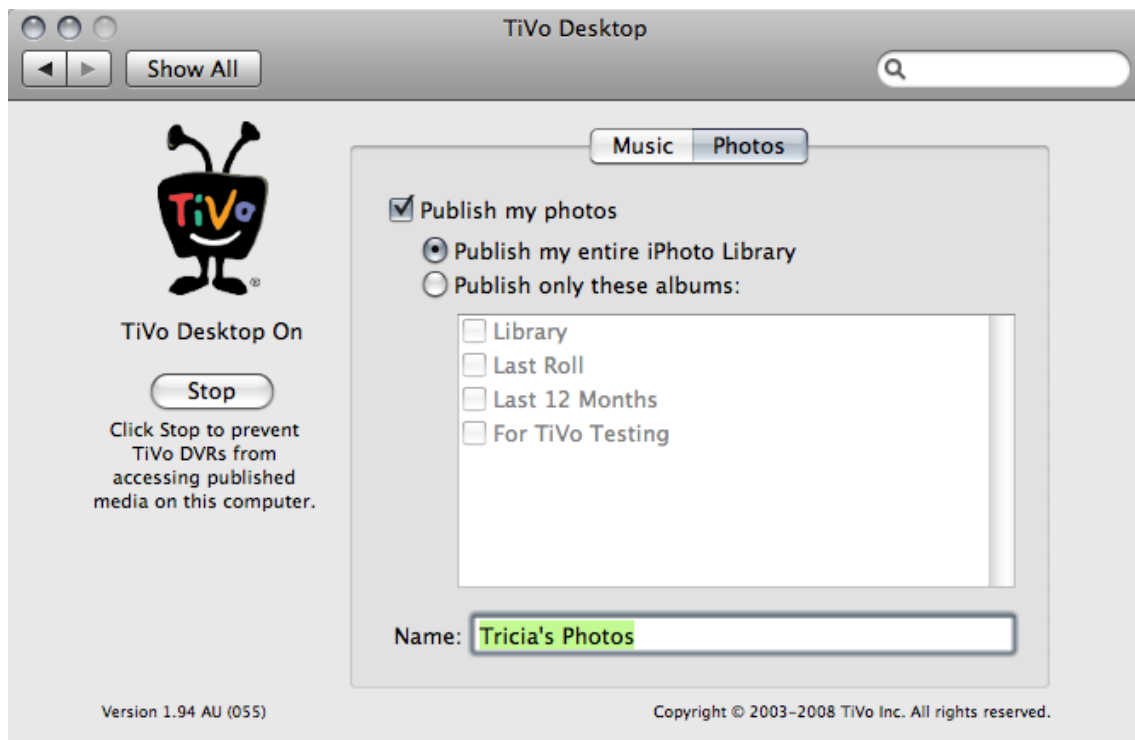 TiVo Desktop
Show All
Music Photos
TiVo
®
Publish my photos
Publish my entire iPhoto Library
Publish only these albums:
Library
Last Roll
Last 12 Months
For TiVo Testing
TiVo Desktop On
Stop
Click Stop to prevent
TiVo DVRs from
accessing published
media on this computer.
Name: Tricia's Photos
Version 1.94 AU (055)
Copyright © 2003-2008 TiVo Inc. All rights reserved.